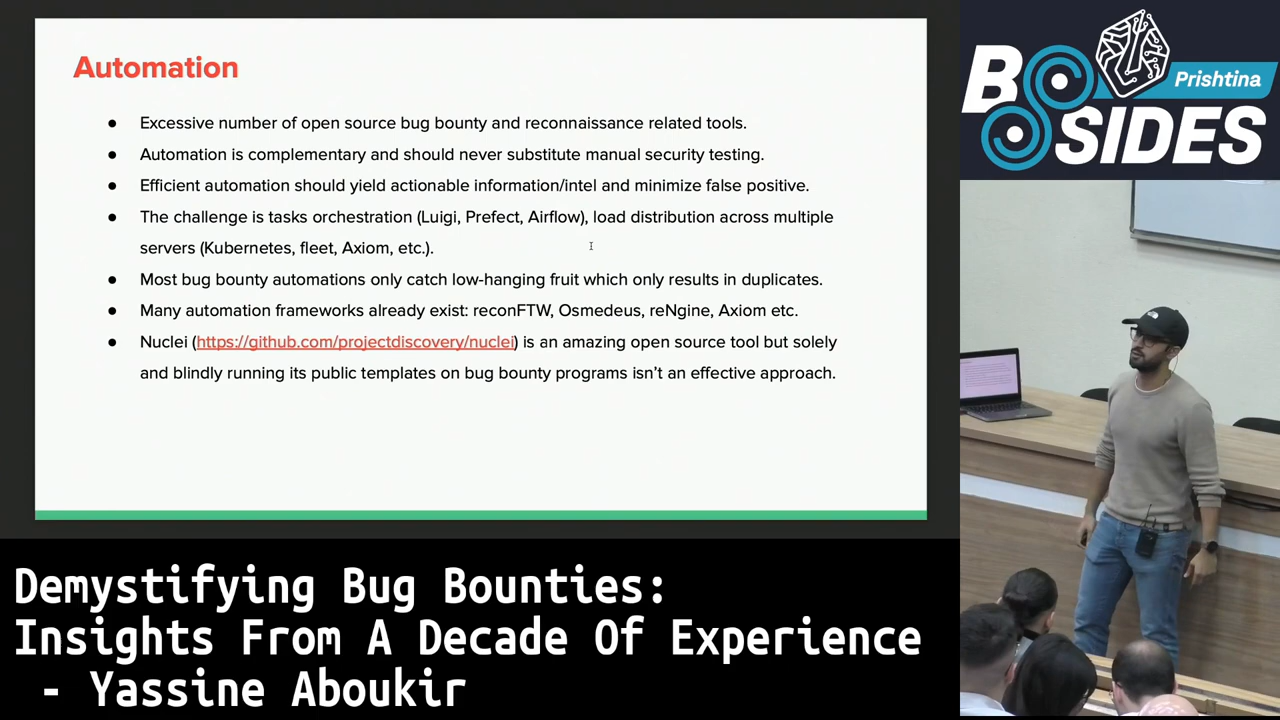 Automation
● Excessive number of open source bug bounty and reconnaissance related tools.
● Automation is complementary and should never substitute manual security testing.
● Efficient automation should yield actionable information/intel and minimize false positive.
● The challenge is tasks orchestration (Luigi, Prefect, Airflow), load distribution across multiple
servers (Kubernetes, fleet, Axiom, etc.).
● Most bug bounty automations only catch low-hanging fruit which only results in duplicates.
● Many automation frameworks already exist: reconFTW, Osmedeus, reNgine, Axiom etc.
● Nuclei (https://github.com/projectdiscovery/nuclei) is an amazing open source tool but solely
and blindly running its public templates on bug bounty programs isn't an effective approach.
BSIDES
Prishtina
Demystifying Bug Bounties:
Insights From A Decade Of Experience
- Yassine Aboukir